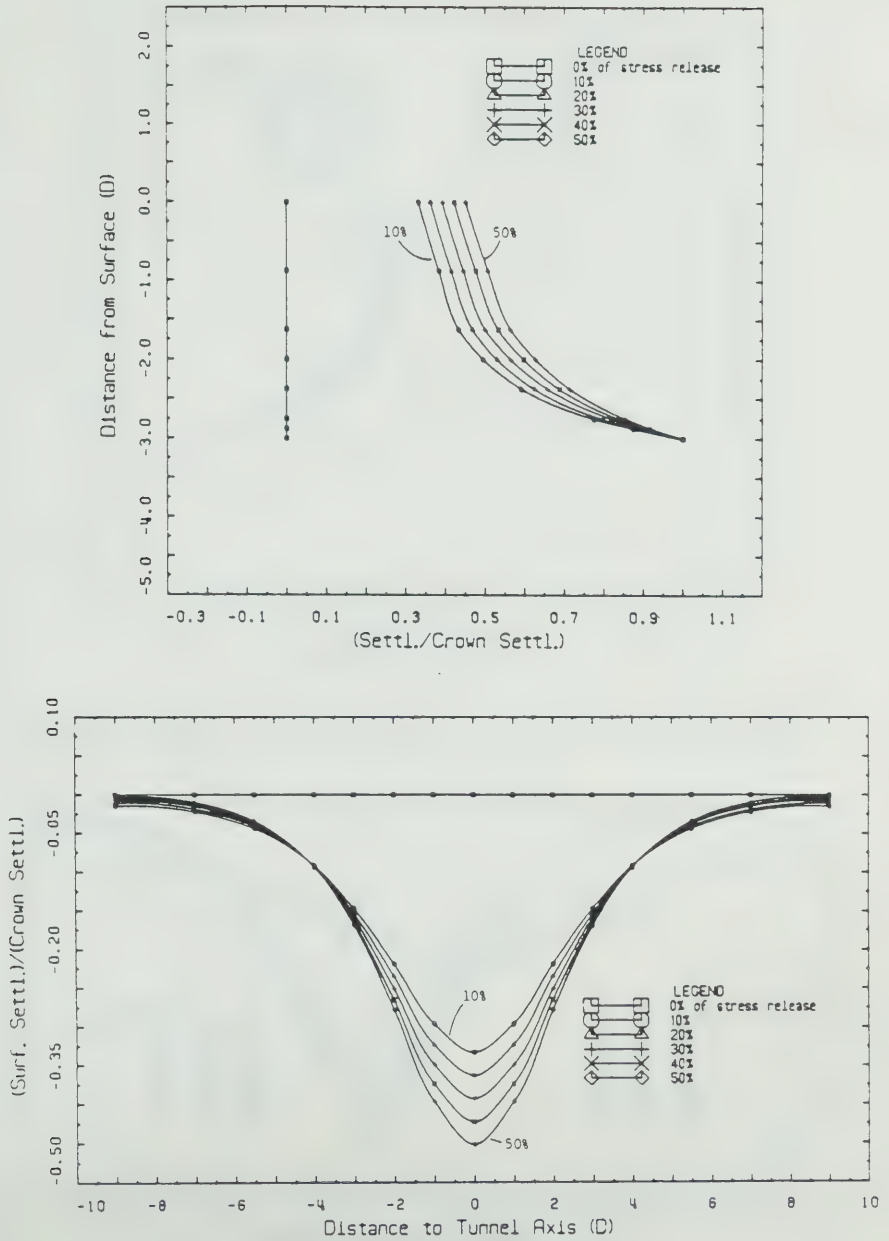 LEGEND
0% of stress release
10%
20%
30%
40%
50%
2.0
1.0
0.0
-1.0
-2.0
-3.0
-4.0
-5.0
Distance from Surface (D)
10%
50%
-0.3 -0.1 0.1 0.3 0.5 0.7 0.9 1.1
(Settl./Crown Settl.)
0.10
-0.05
-0.20
-0.35
-0.50
(Surf. Settl.)/(Crown Settl.)
10%
50%
LEGEND
0% of stress release
10%
20%
30%
40%
50%
-10 -8 -6 -4 -2 0 2 4 6 8 10
Distance to Tunnel Axis (D)